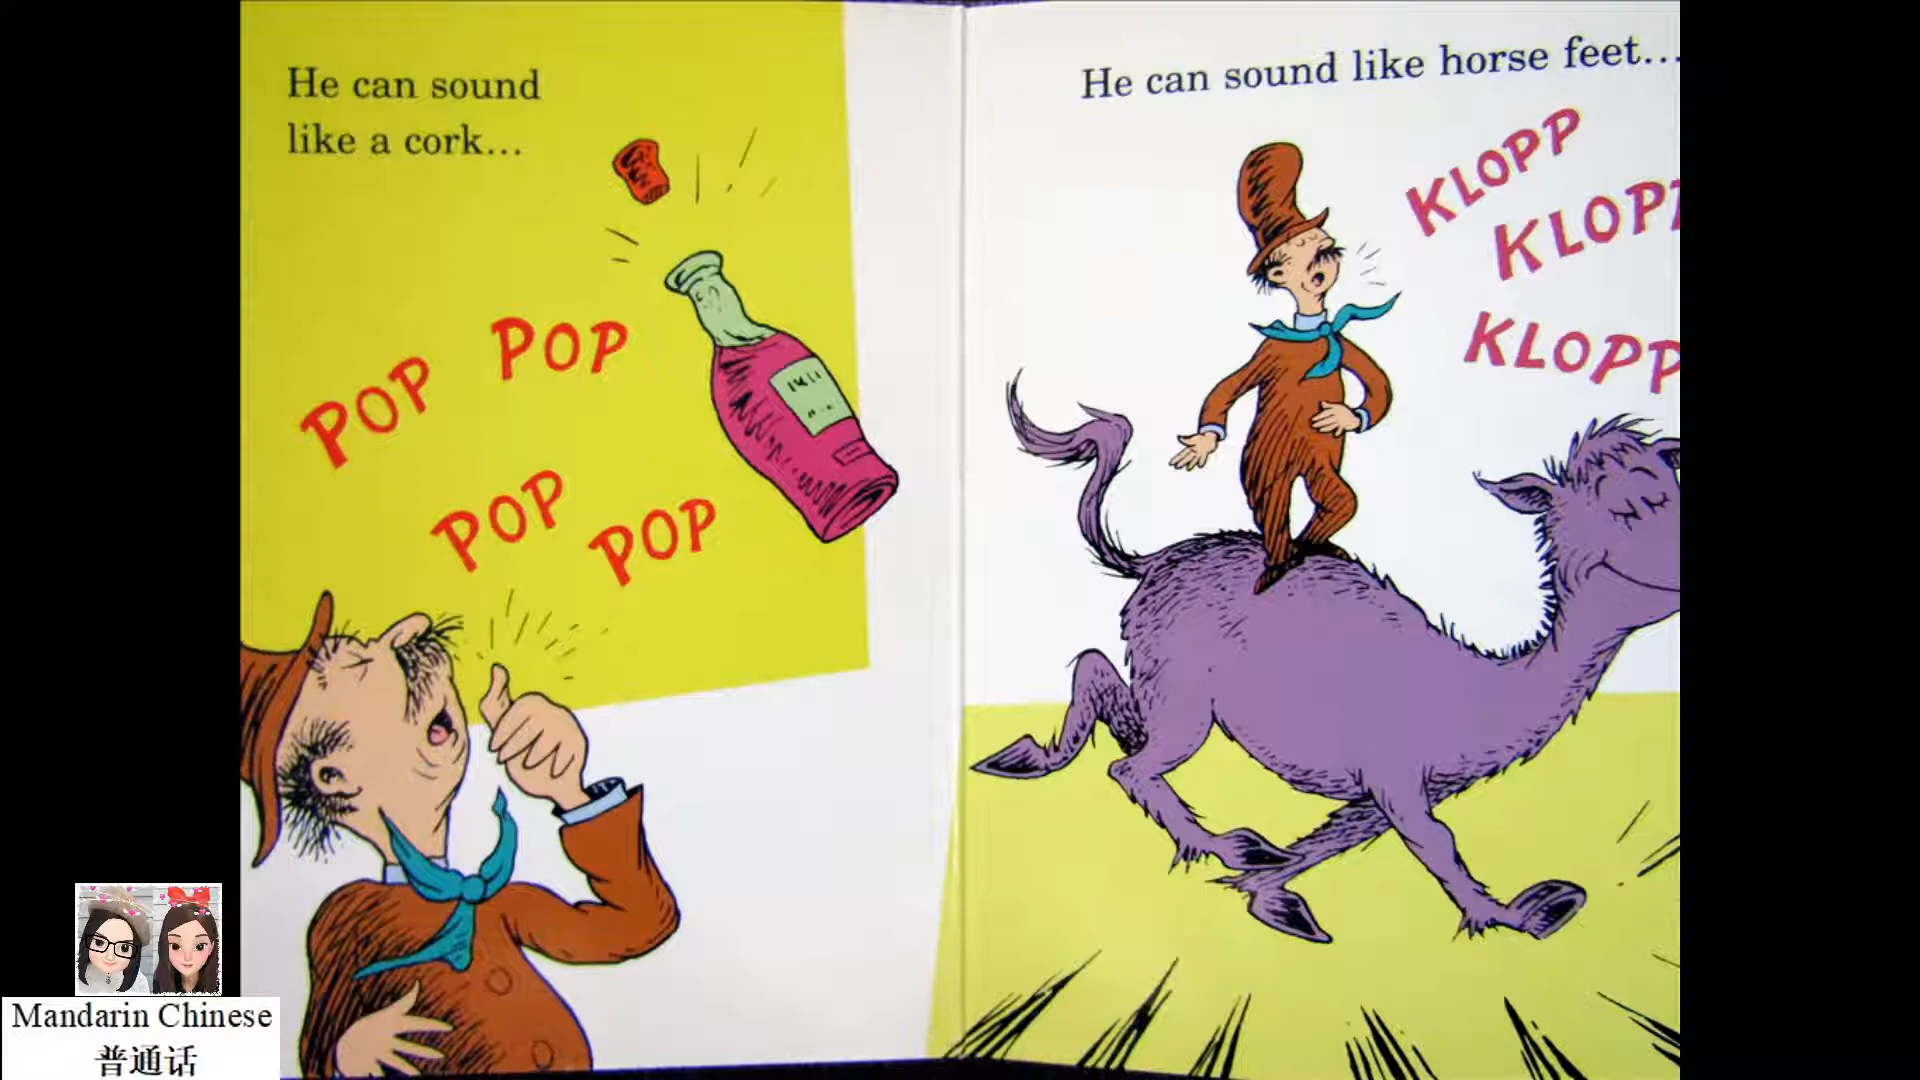 He can sound
like a cork...
POP POP
POP POP
He can sound like horse feet...
KLOPP
KLOPP
KLOPP
Mandarin Chinese
普通话